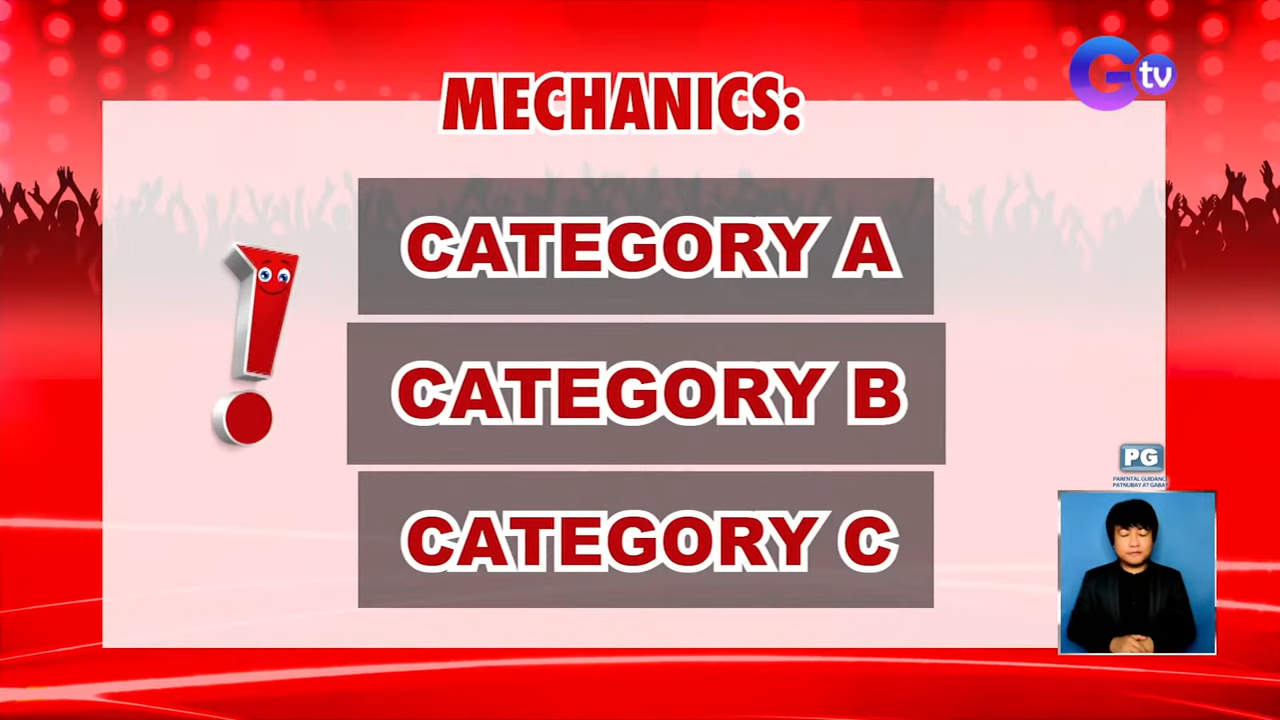 MECHANICS:
Gtv
CATEGORY A
CATEGORY B
CATEGORY C
PG
PARENTAL GUIDANCE
PATNUBAY AT GABAY